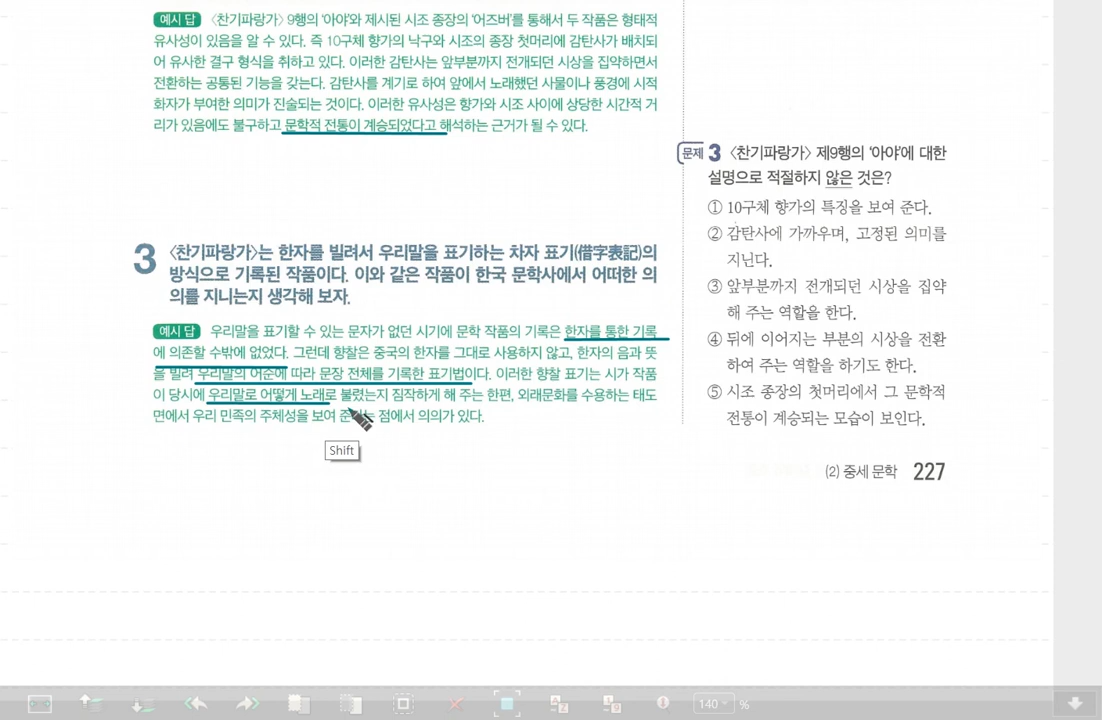 예시 답 〈찬기파랑가〉 9행의 '아야'와 제시된 시조 종장의 '어즈버'를 통해서 두 작품은 형태적
유사성이 있음을 알 수 있다. 즉 10구체 향가의 낙구와 시조의 종장 첫머리에 감탄사가 배치되
어 유사한 결구 형식을 취하고 있다. 이러한 감탄사는 앞부분까지 전개되던 시상을 집약하면서
전환하는 공통된 기능을 갖는다. 감탄사를 계기로 하여 앞에서 노래했던 사물이나 풍경에 시적
화자가 부여한 의미가 진술되는 것이다. 이러한 유사성은 향가와 시조 사이에 상당한 시간적 거
리가 있음에도 불구하고 문학적 전통이 계승되었다고 해석하는 근거가 될 수 있다.
3 〈찬기파랑가〉는 한자를 빌려서 우리말을 표기하는 차자 표기(借字表記)의
방식으로 기록된 작품이다. 이와 같은 작품이 한국 문학사에서 어떠한 의
의를 지니는지 생각해 보자.
예시 답 우리말을 표기할 수 있는 문자가 없던 시기에 문학 작품의 기록은 한자를 통한 기록
에 의존할 수밖에 없었다. 그런데 향찰은 중국의 한자를 그대로 사용하지 않고, 한자의 음과 뜻
을 빌려 우리말의 어순에 따라 문장 전체를 기록한 표기법이다. 이러한 향찰 표기는 시가 작품
이 당시에 우리말로 어떻게 노래로 불렸는지 짐작하게 해 주는 한편, 외래문화를 수용하는 태도
면에서 우리 민족의 주체성을 보여 준 점에서 의의가 있다.
Shift
문제 3 〈찬기파랑가〉 제9행의 '아야'에 대한
설명으로 적절하지 않은 것은?
① 10구체 향가의 특징을 보여 준다.
② 감탄사에 가까우며, 고정된 의미를
지닌다.
③ 앞부분까지 전개되던 시상을 집약
해 주는 역할을 한다.
④ 뒤에 이어지는 부분의 시상을 전환
하여 주는 역할을 하기도 한다.
⑤ 시조 종장의 첫머리에서 그 문학적
전통이 계승되는 모습이 보인다.
(2) 중세 문학 227
140 %